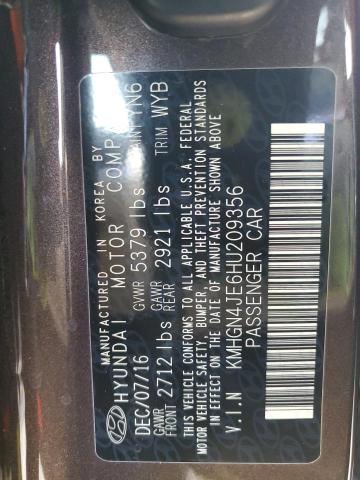 MANUFACTURED IN KOREA BY
HYUNDAI MOTOR COMPANY
DEC/07/16 GVWR 5379 lbs PAINT YN6
GAWR FRONT 2712 lbs GAWR REAR 2921 lbs TRIM WYB
THIS VEHICLE CONFORMS TO ALL APPLICABLE U.S.A. FEDERAL
MOTOR VEHICLE SAFETY, BUMPER, AND THEFT PREVENTION STANDARDS
IN EFFECT ON THE DATE OF MANUFACTURE SHOWN ABOVE
V.I.N KMHGN4JE6HU209356
PASSENGER CAR